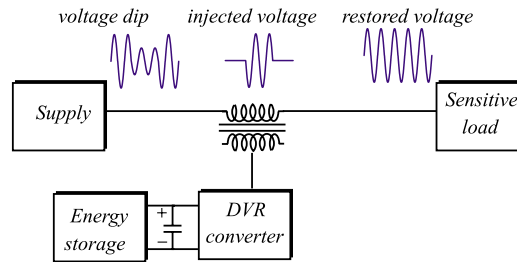 voltage dip
injected voltage
restored voltage
Supply
Sensitive
load
Energy
storage
+
−
DVR
converter